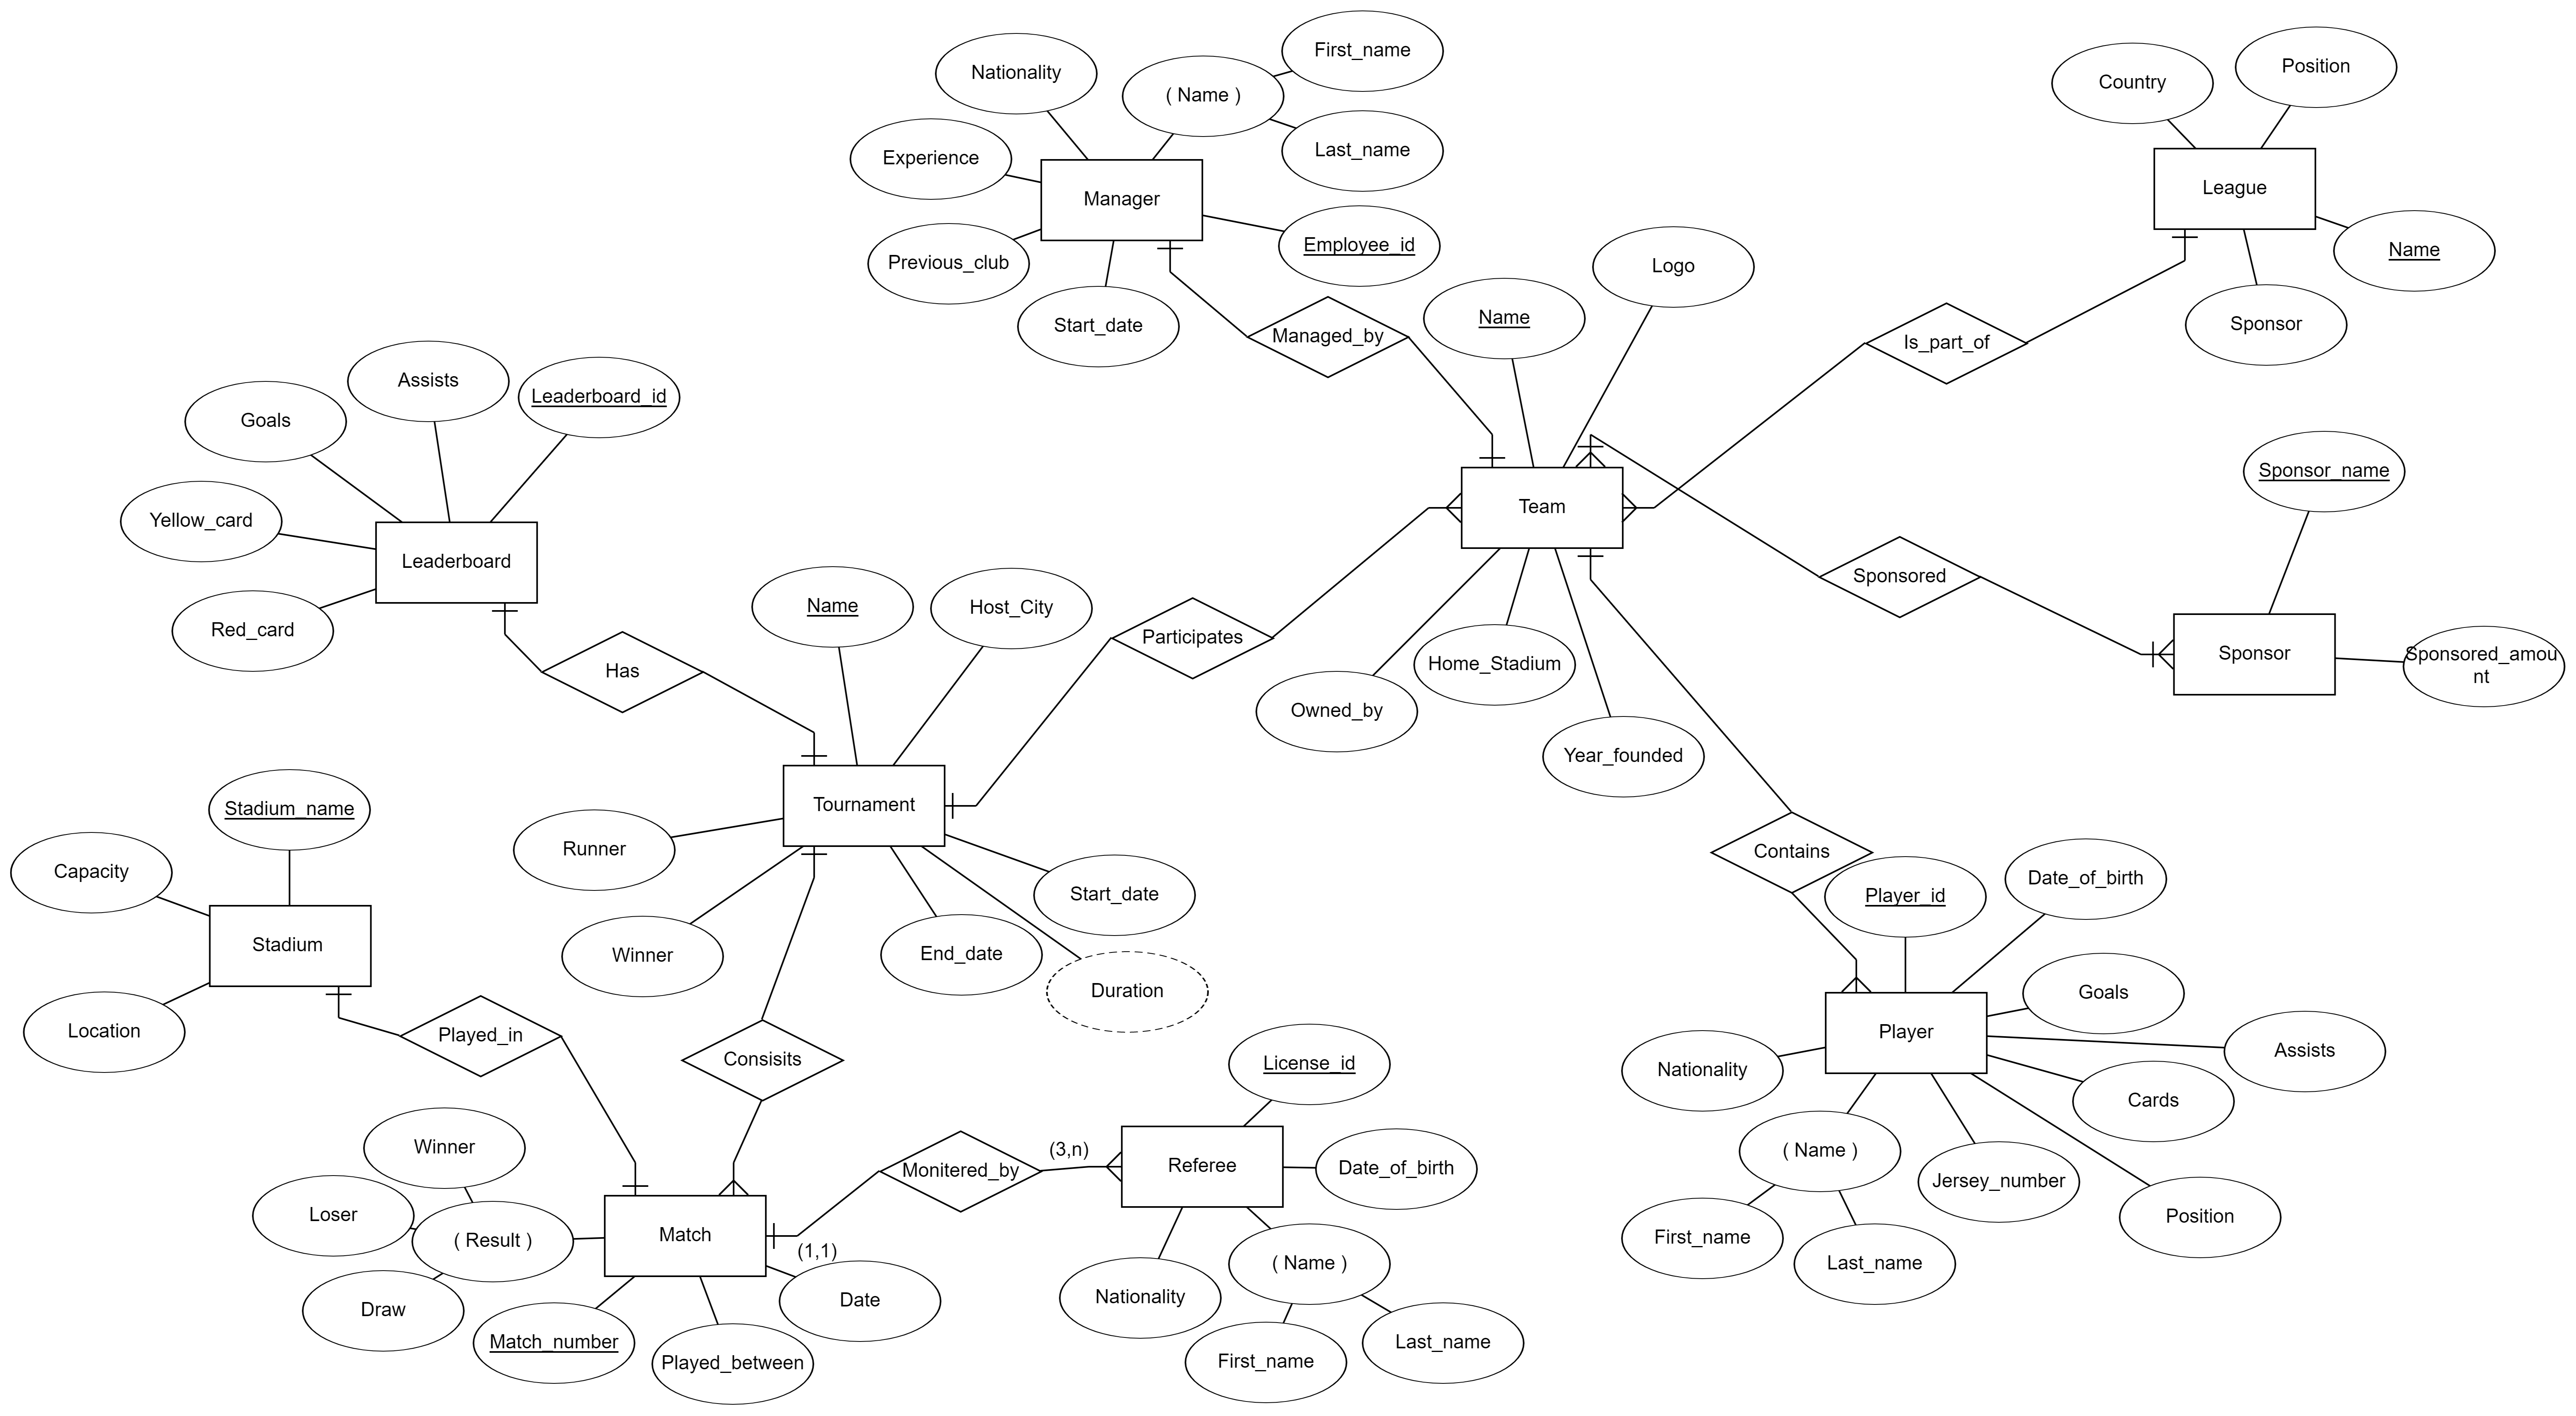 First_name
Nationality
( Name )
Last_name
Experience
Manager
Employee_id
Previous_club
Start_date
Managed_by
Country
Position
League
Name
Sponsor
Is_part_of
Logo
Name
Team
Owned_by
Home_Stadium
Year_founded
Sponsored
Sponsor_name
Sponsor
Sponsored_amou
nt
Assists
Leaderboard_id
Goals
Yellow_card
Leaderboard
Red_card
Has
Name
Host_City
Participates
Tournament
Runner
Winner
End_date
Start_date
Duration
Stadium_name
Capacity
Stadium
Location
Played_in
Consisits
Contains
Player_id
Date_of_birth
Goals
Player
Assists
Nationality
Cards
( Name )
First_name
Last_name
Jersey_number
Position
Winner
Loser
( Result )
Draw
Match
Match_number
Played_between
Date
(1,1)
Monitered_by
(3,n)
License_id
Referee
Date_of_birth
Nationality
( Name )
First_name
Last_name